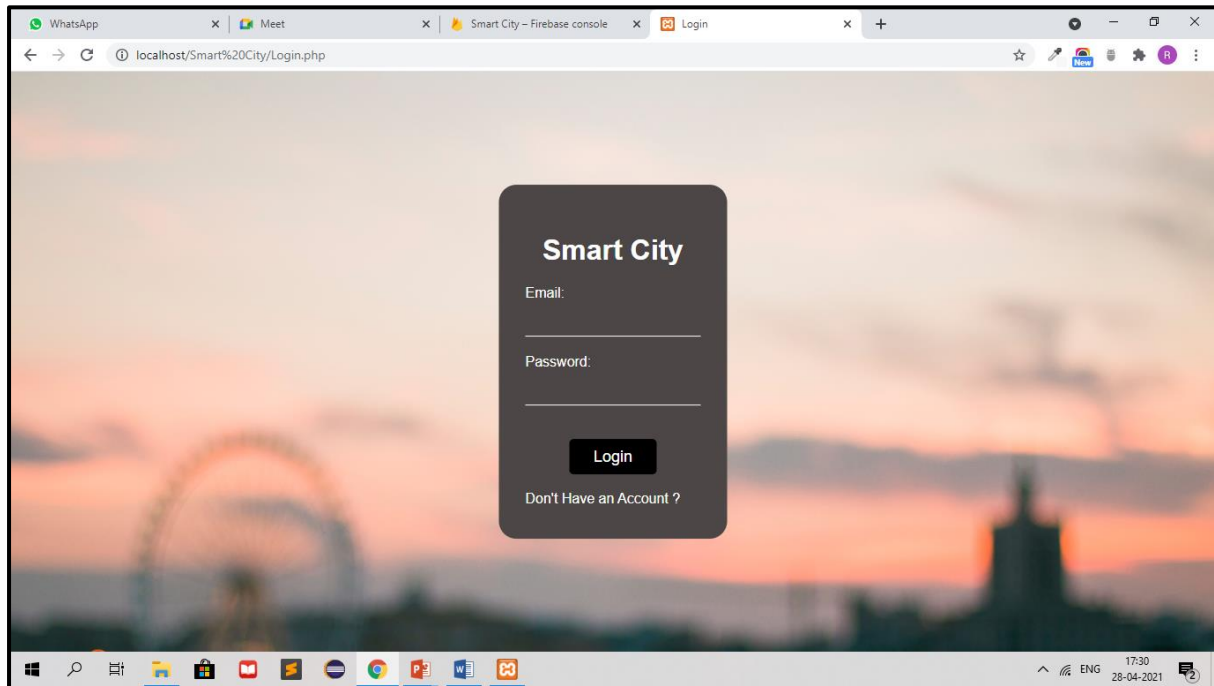 WhatsApp
Meet
Smart City – Firebase console
Login
localhost/Smart%20City/Login.php
New
R
Smart City
Email:
Password:
Login
Don't Have an Account ?
ENG
17:30
28-04-2021
2